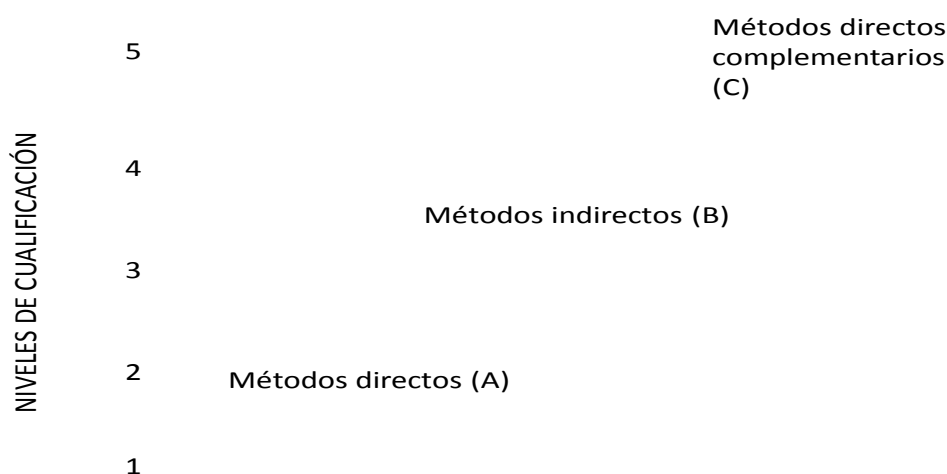 Métodos directos
complementarios
(C)
5
4
Métodos indirectos (B)
3
2
Métodos directos (A)
1
NIVELES DE CUALIFICACIÓN